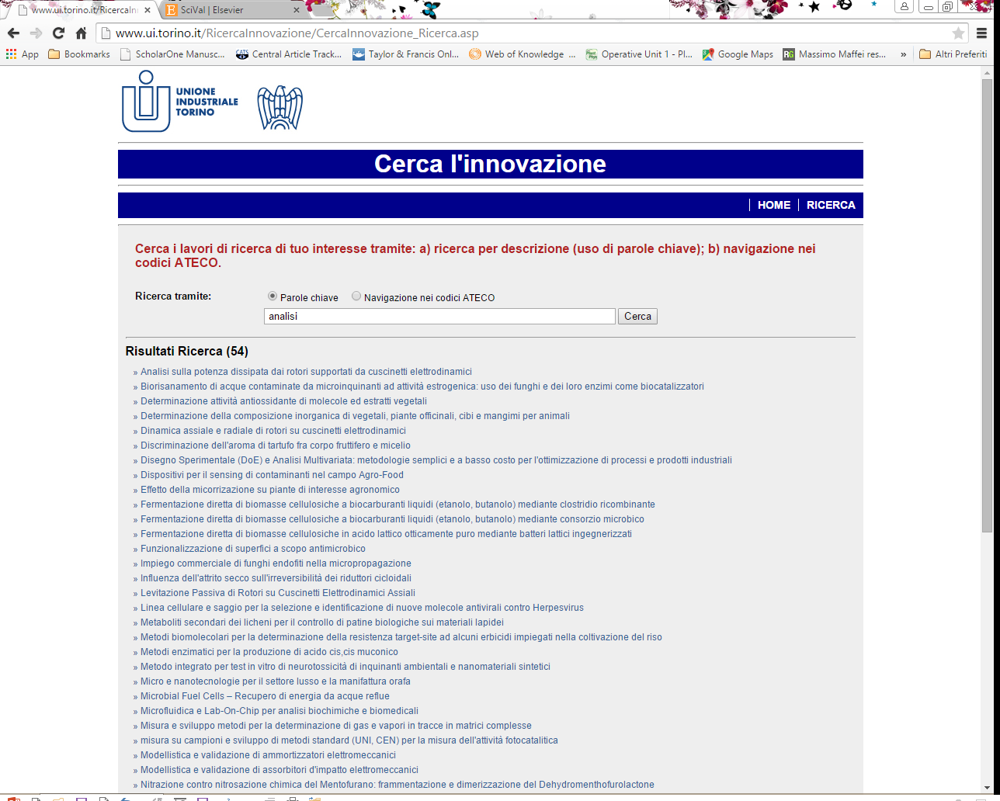 www.ui.torino.it/RicercaInn
SciVal | Elsevier
www.ui.torino.it/RicercaInnovazione/CercaInnovazione_Ricerca.asp
App Bookmarks ScholarOne Manusc... CATS Central Article Track... Taylor & Francis Onl... Web of Knowledge ... Plant Phys Operative Unit 1 - Pl... Google Maps RG Massimo Maffei res... » Altri Preferiti
UNIONE
INDUSTRIALE
TORINO
Cerca l'innovazione
HOME | RICERCA
Cerca i lavori di ricerca di tuo interesse tramite: a) ricerca per descrizione (uso di parole chiave); b) navigazione nei
codici ATECO.
Ricerca tramite: Parole chiave Navigazione nei codici ATECO
analisi Cerca
Risultati Ricerca (54)
» Analisi sulla potenza dissipata dai rotori supportati da cuscinetti elettrodinamici
» Biorisanamento di acque contaminate da microinquinanti ad attività estrogenica: uso dei funghi e dei loro enzimi come biocatalizzatori
» Determinazione attività antiossidante di molecole ed estratti vegetali
» Determinazione della composizione inorganica di vegetali, piante officinali, cibi e mangimi per animali
» Dinamica assiale e radiale di rotori su cuscinetti elettrodinamici
» Discriminazione dell'aroma di tartufo fra corpo fruttifero e micelio
» Disegno Sperimentale (DoE) e Analisi Multivariata: metodologie semplici e a basso costo per l'ottimizzazione di processi e prodotti industriali
» Dispositivi per il sensing di contaminanti nel campo Agro-Food
» Effetto della micorrizazione su piante di interesse agronomico
» Fermentazione diretta di biomasse cellulosiche a biocarburanti liquidi (etanolo, butanolo) mediante clostridio ricombinante
» Fermentazione diretta di biomasse cellulosiche a biocarburanti liquidi (etanolo, butanolo) mediante consorzio microbico
» Fermentazione diretta di biomasse cellulosiche in acido lattico otticamente puro mediante batteri lattici ingegnerizzati
» Funzionalizzazione di superfici a scopo antimicrobico
» Impiego commerciale di funghi endofiti nella micropropagazione
» Influenza dell'attrito secco sull'irreversibilità dei riduttori cicloidali
» Levitazione Passiva di Rotori su Cuscinetti Elettrodinamici Assiali
» Linea cellulare e saggio per la selezione e identificazione di nuove molecole antivirali contro Herpesvirus
» Metaboliti secondari dei licheni per il controllo di patine biologiche sui materiali lapidei
» Metodi biomolecolari per la determinazione della resistenza target-site ad alcuni erbicidi impiegati nella coltivazione del riso
» Metodi enzimatici per la produzione di acido cis,cis muconico
» Metodo integrato per test in vitro di neurotossicità di inquinanti ambientali e nanomateriali sintetici
» Micro e nanotecnologie per il settore lusso e la manifattura orafa
» Microbial Fuel Cells – Recupero di energia da acque reflue
» Microfluidica e Lab-On-Chip per analisi biochimiche e biomedicali
» Misura e sviluppo metodi per la determinazione di gas e vapori in tracce in matrici complesse
» misura su campioni e sviluppo di metodi standard (UNI, CEN) per la misura dell'attività fotocatalitica
» Modellistica e validazione di ammortizzatori elettromeccanici
» Modellistica e validazione di assorbitori d'impatto elettromeccanici
» Nitrazione contro nitrosazione chimica del Mentofurano: frammentazione e dimerizzazione del Dehydromenthofurolactone